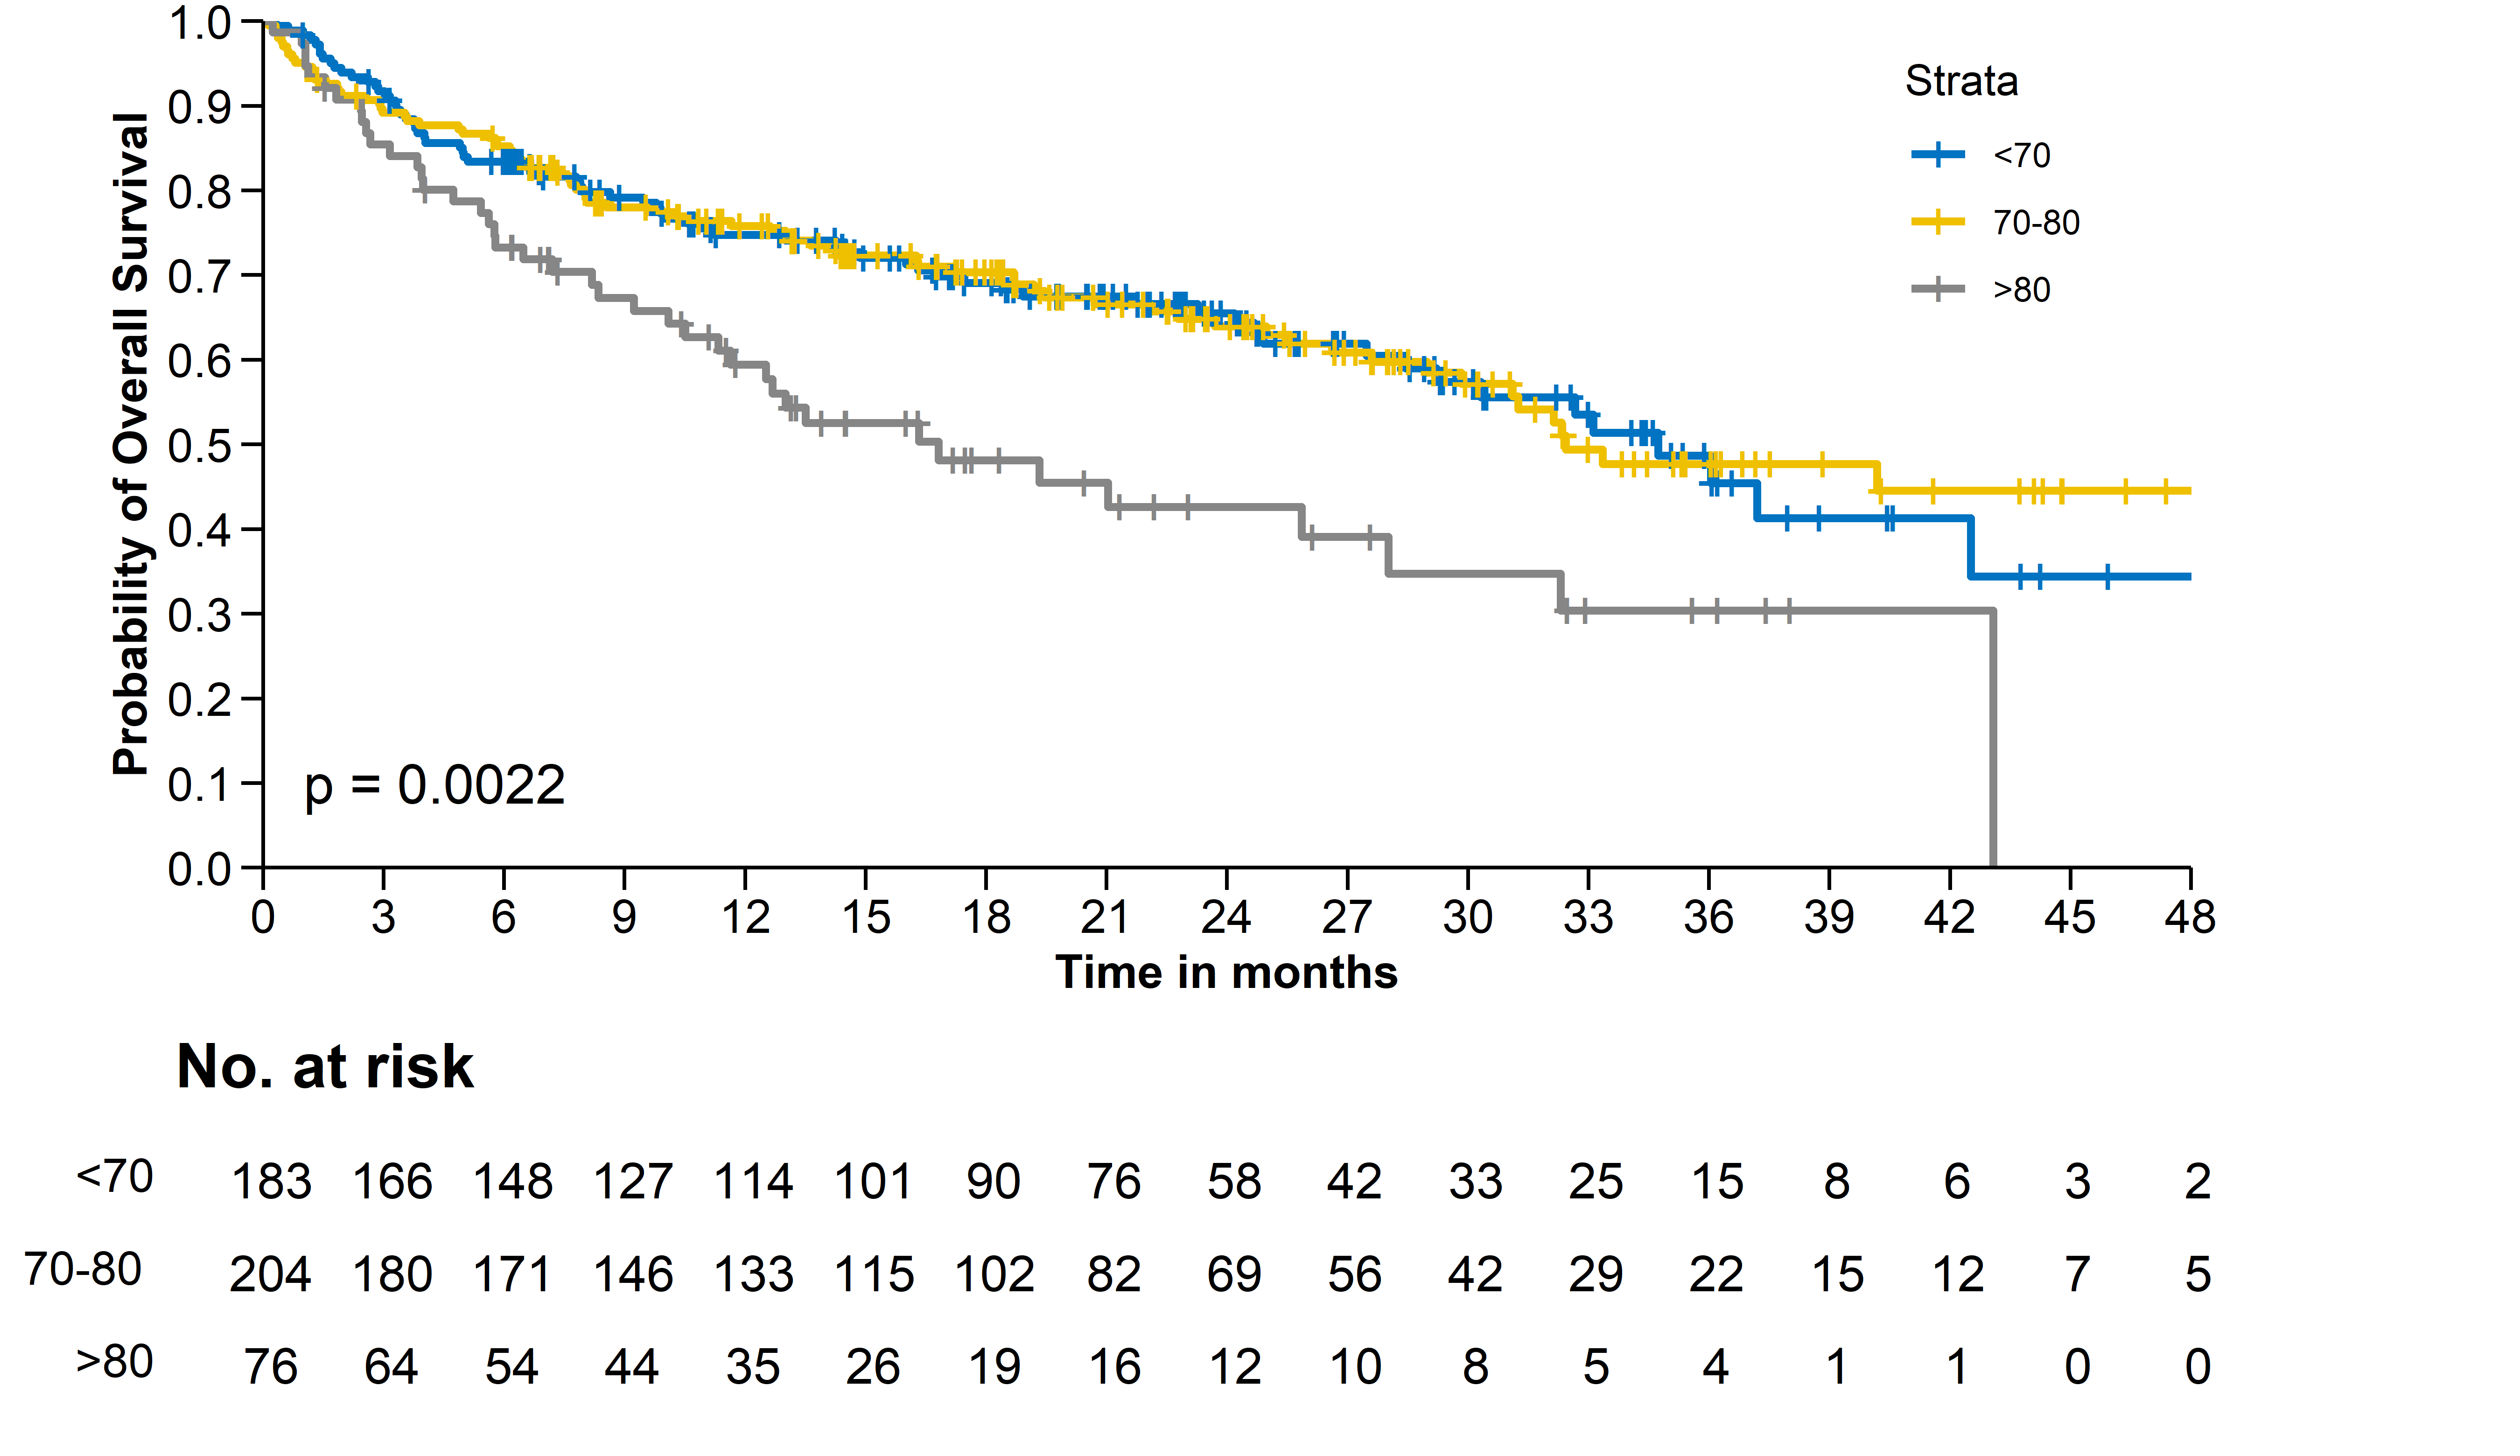 Probability of Overall Survival
1.0
0.9
0.8
0.7
0.6
0.5
0.4
0.3
0.2
0.1
0.0
Strata
<70
70-80
>80
p = 0.0022
0 3 6 9 12 15 18 21 24 27 30 33 36 39 42 45 48
Time in months
No. at risk
<70 183 166 148 127 114 101 90 76 58 42 33 25 15 8 6 3 2
70-80 204 180 171 146 133 115 102 82 69 56 42 29 22 15 12 7 5
>80 76 64 54 44 35 26 19 16 12 10 8 5 4 1 1 0 0